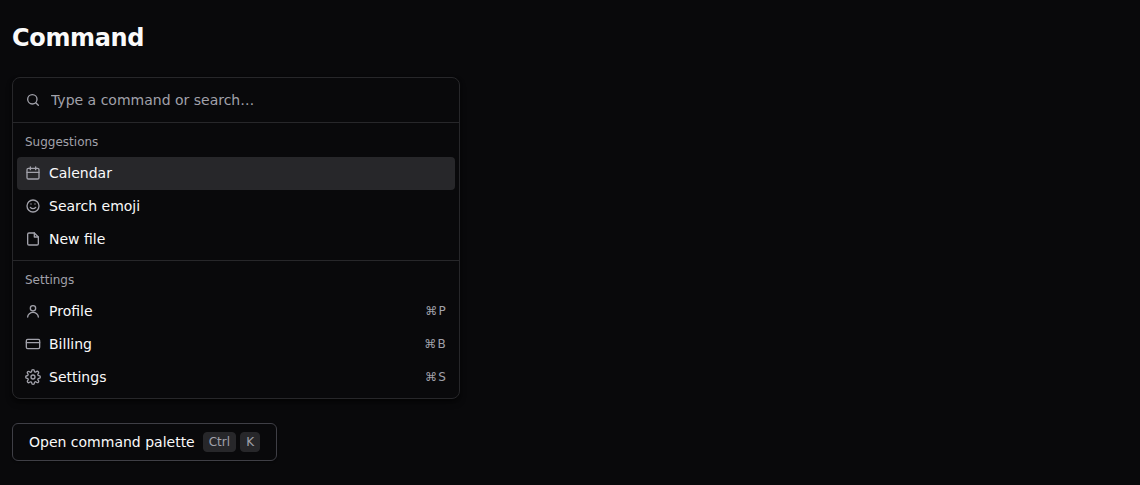 Command
Type a command or search...
Suggestions
Calendar
Search emoji
New file
Settings
Profile ⌘P
Billing ⌘B
Settings ⌘S
Open command palette Ctrl K